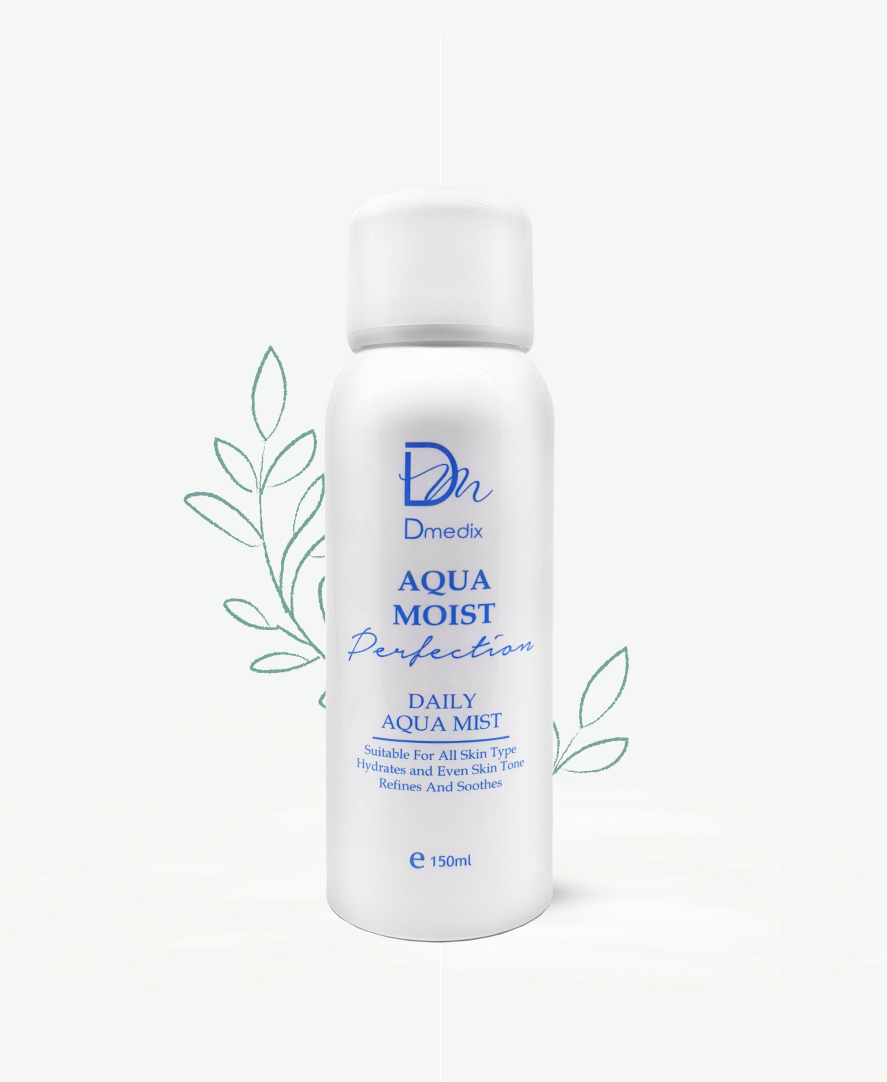 Dm
Dmedix
AQUA
MOIST
Perfection
DAILY
AQUA MIST
Suitable For All Skin Type
Hydrates and Even Skin Tone
Refines And Soothes
e 150ml